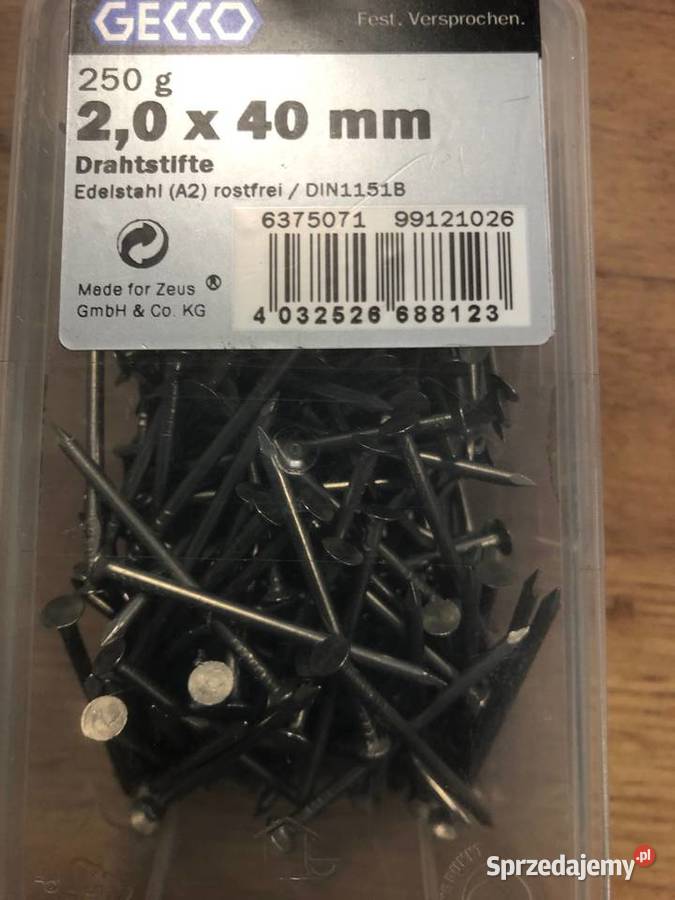 GECCO
Fest. Versprochen.
250 g
2,0 x 40 mm
Drahtstifte
Edelstahl (A2) rostfrei / DIN1151B
6375071 99121026
Made for Zeus ®
GmbH & Co. KG
4 032526 688123
Sprzedajemy.pl